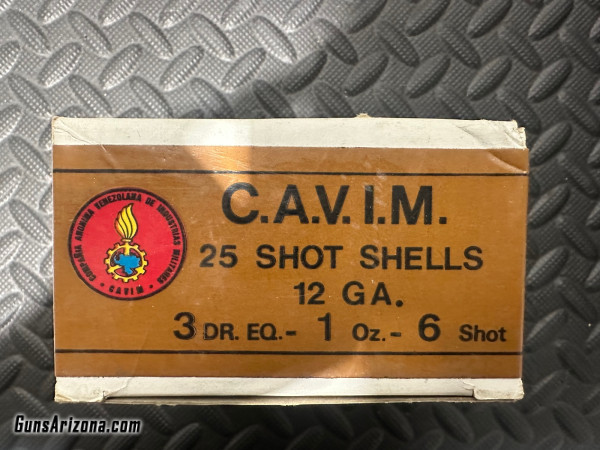 C.A.V.I.M.
25 SHOT SHELLS
12 GA.
3 DR. EQ. - 1 Oz. - 6 Shot
COMPAÑIA ANONIMA VENEZOLANA DE INDUSTRIAS MILITARES
· CAVIM ·
GunsArizona.com